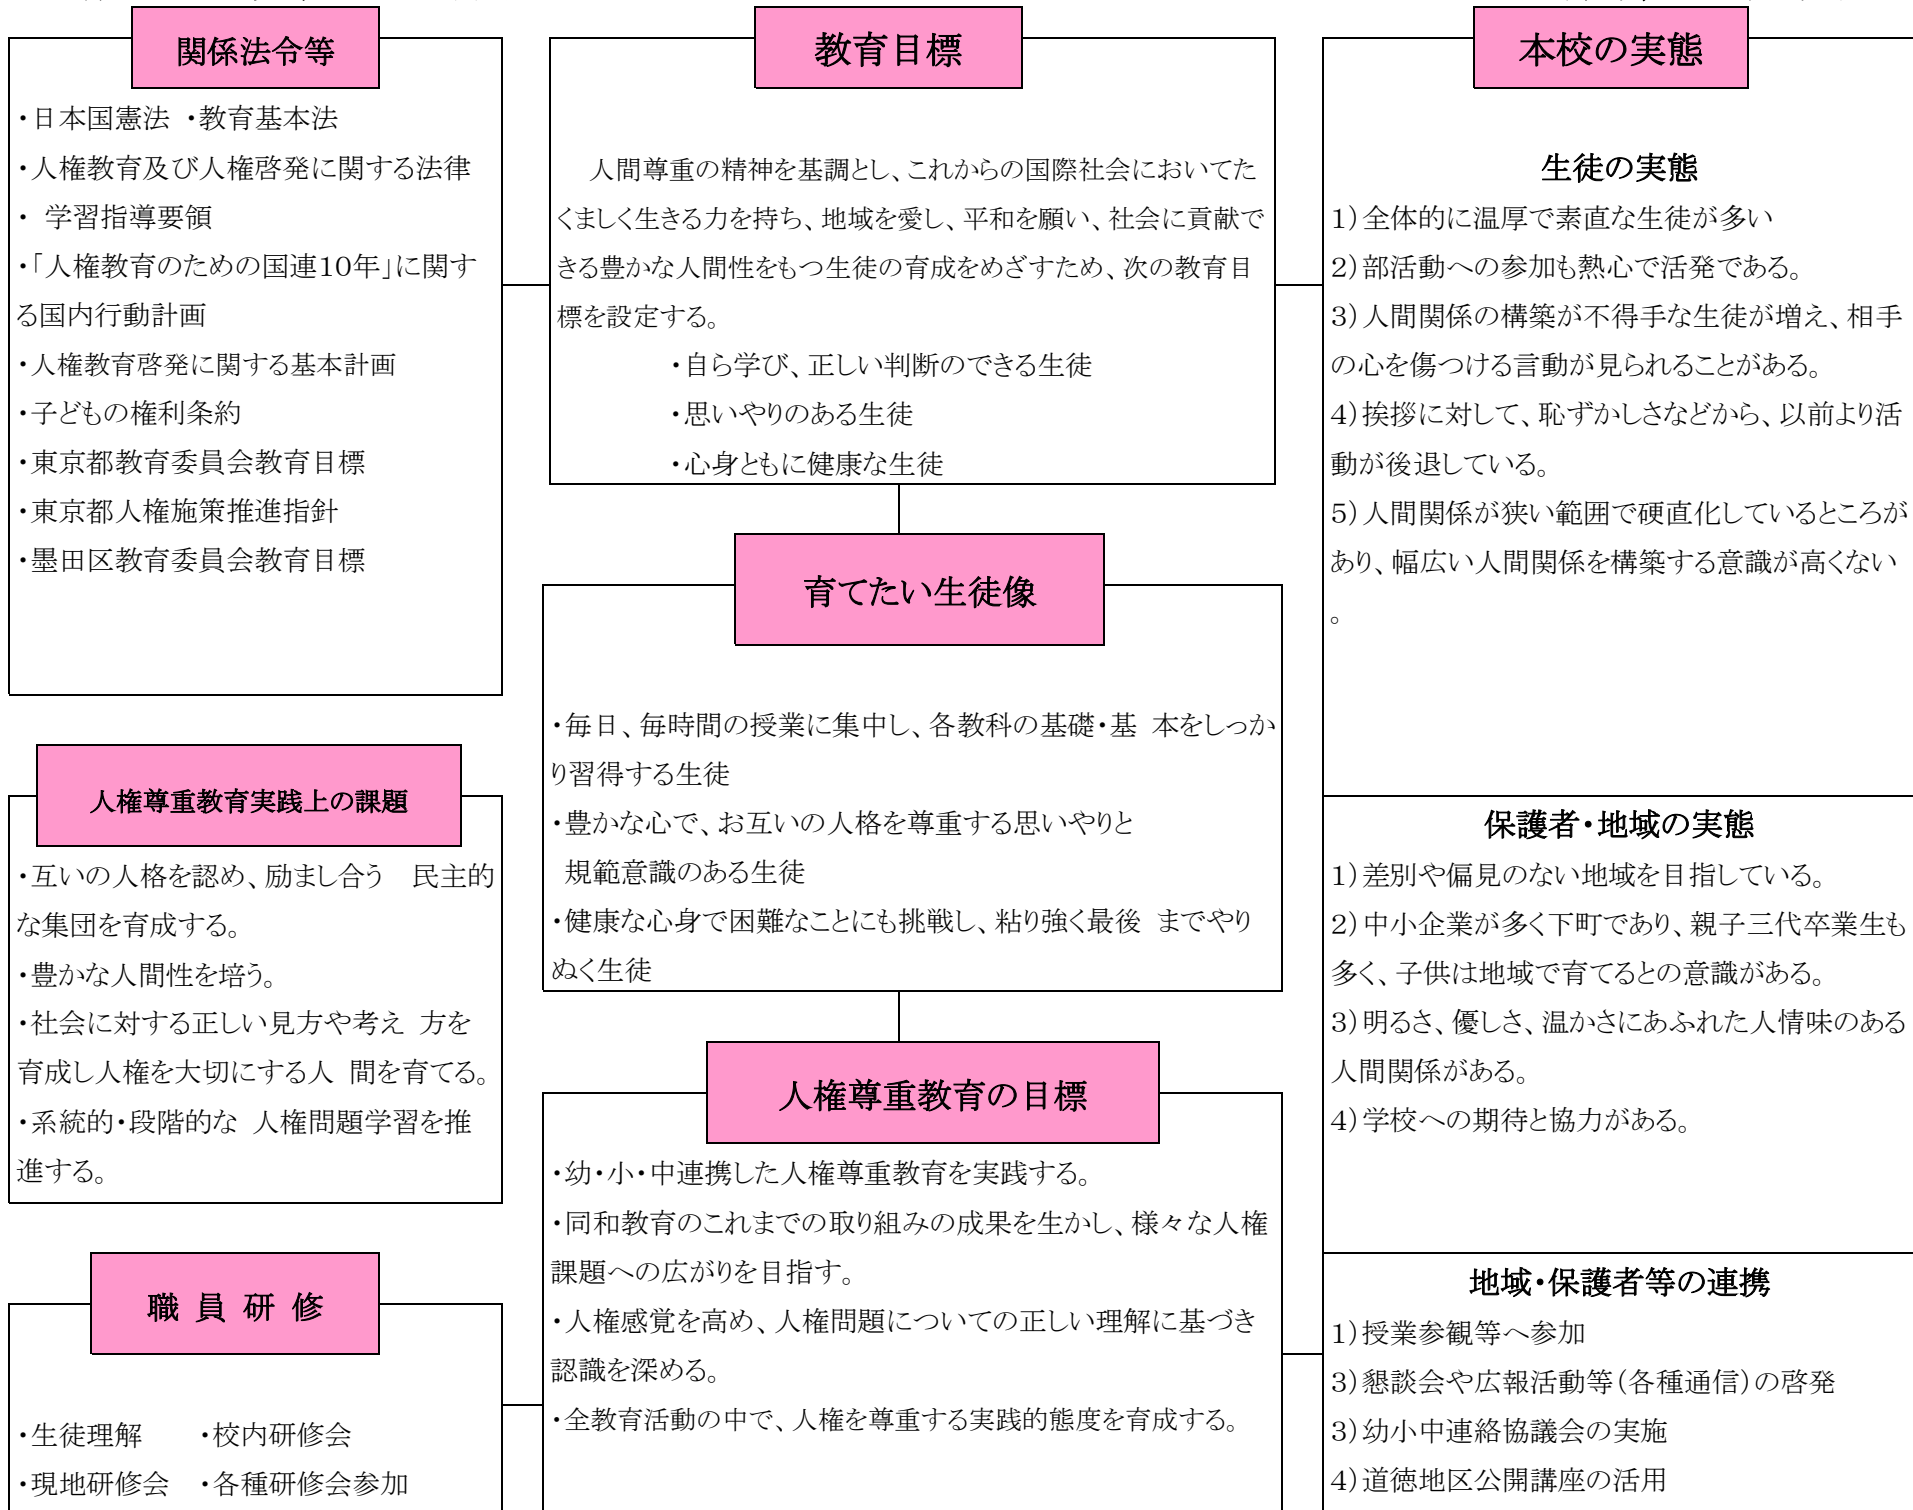 関係法令等
・日本国憲法 ・教育基本法
・人権教育及び人権啓発に関する法律
・ 学習指導要領
・「人権教育のための国連10年」に関す
る国内行動計画
・人権教育啓発に関する基本計画
・子どもの権利条約
・東京都教育委員会教育目標
・東京都人権施策推進指針
・墨田区教育委員会教育目標
人権尊重教育実践上の課題
・互いの人格を認め、励まし合う 民主的
な集団を育成する。
・豊かな人間性を培う。
・社会に対する正しい見方や考え 方を
育成し人権を大切にする人 間を育てる。
・系統的・段階的な 人権問題学習を推
進する。
職 員 研 修
・生徒理解 ・校内研修会
・現地研修会 ・各種研修会参加
教育目標
人間尊重の精神を基調とし、これからの国際社会においてた
くましく生きる力を持ち、地域を愛し、平和を願い、社会に貢献で
きる豊かな人間性をもつ生徒の育成をめざすため、次の教育目
標を設定する。
・自ら学び、正しい判断のできる生徒
・思いやりのある生徒
・心身ともに健康な生徒
育てたい生徒像
・毎日、毎時間の授業に集中し、各教科の基礎・基 本をしっか
り習得する生徒
・豊かな心で、お互いの人格を尊重する思いやりと
規範意識のある生徒
・健康な心身で困難なことにも挑戦し、粘り強く最後 までやり
ぬく生徒
人権尊重教育の目標
・幼・小・中連携した人権尊重教育を実践する。
・同和教育のこれまでの取り組みの成果を生かし、様々な人権
課題への広がりを目指す。
・人権感覚を高め、人権問題についての正しい理解に基づき
認識を深める。
・全教育活動の中で、人権を尊重する実践的態度を育成する。
本校の実態
生徒の実態
1）全体的に温厚で素直な生徒が多い
2）部活動への参加も熱心で活発である。
3）人間関係の構築が不得手な生徒が増え、相手
の心を傷つける言動が見られることがある。
4）挨拶に対して、恥ずかしさなどから、以前より活
動が後退している。
5）人間関係が狭い範囲で硬直化しているところが
あり、幅広い人間関係を構築する意識が高くない
。
保護者・地域の実態
1）差別や偏見のない地域を目指している。
2）中小企業が多く下町であり、親子三代卒業生も
多く、子供は地域で育てるとの意識がある。
3）明るさ、優しさ、温かさにあふれた人情味のある
人間関係がある。
4）学校への期待と協力がある。
地域・保護者等の連携
1）授業参観等へ参加
3）懇談会や広報活動等（各種通信）の啓発
3）幼小中連絡協議会の実施
4）道徳地区公開講座の活用